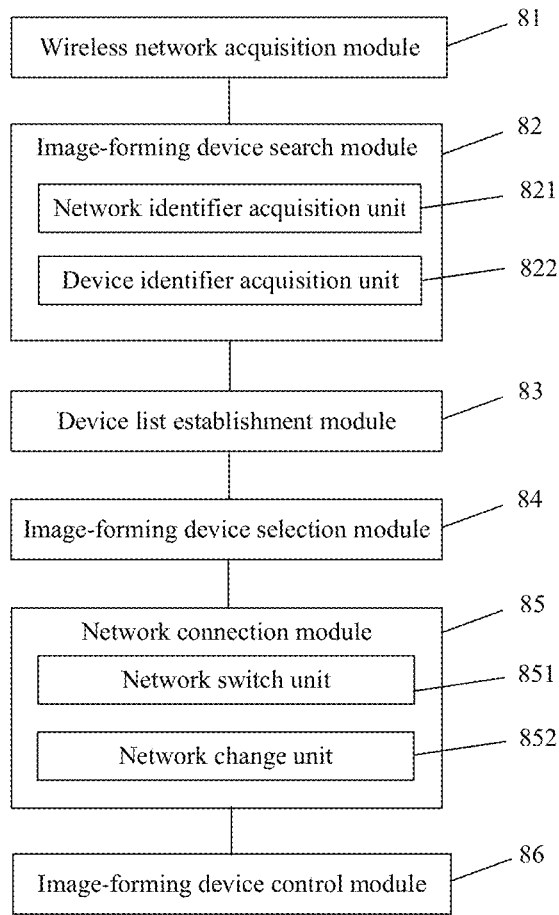 81
Wireless network acquisition module
82
Image-forming device search module
821
Network identifier acquisition unit
822
Device identifier acquisition unit
83
Device list establishment module
84
Image-forming device selection module
85
Network connection module
851
Network switch unit
852
Network change unit
86
Image-forming device control module